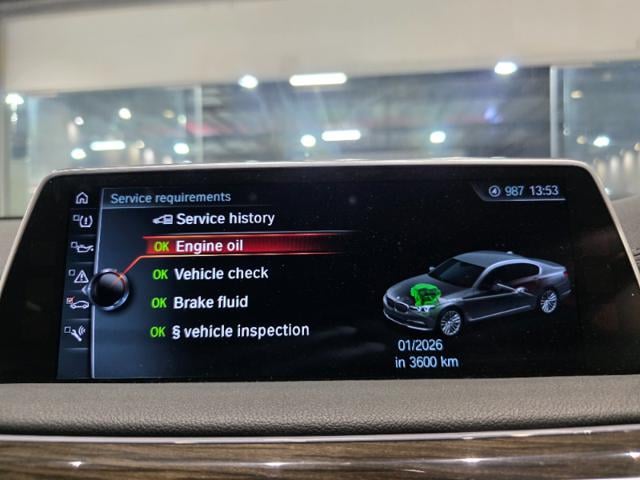 Service requirements
987 13:53
Service history
OK Engine oil
OK Vehicle check
OK Brake fluid
OK § vehicle inspection
01/2026
in 3600 km